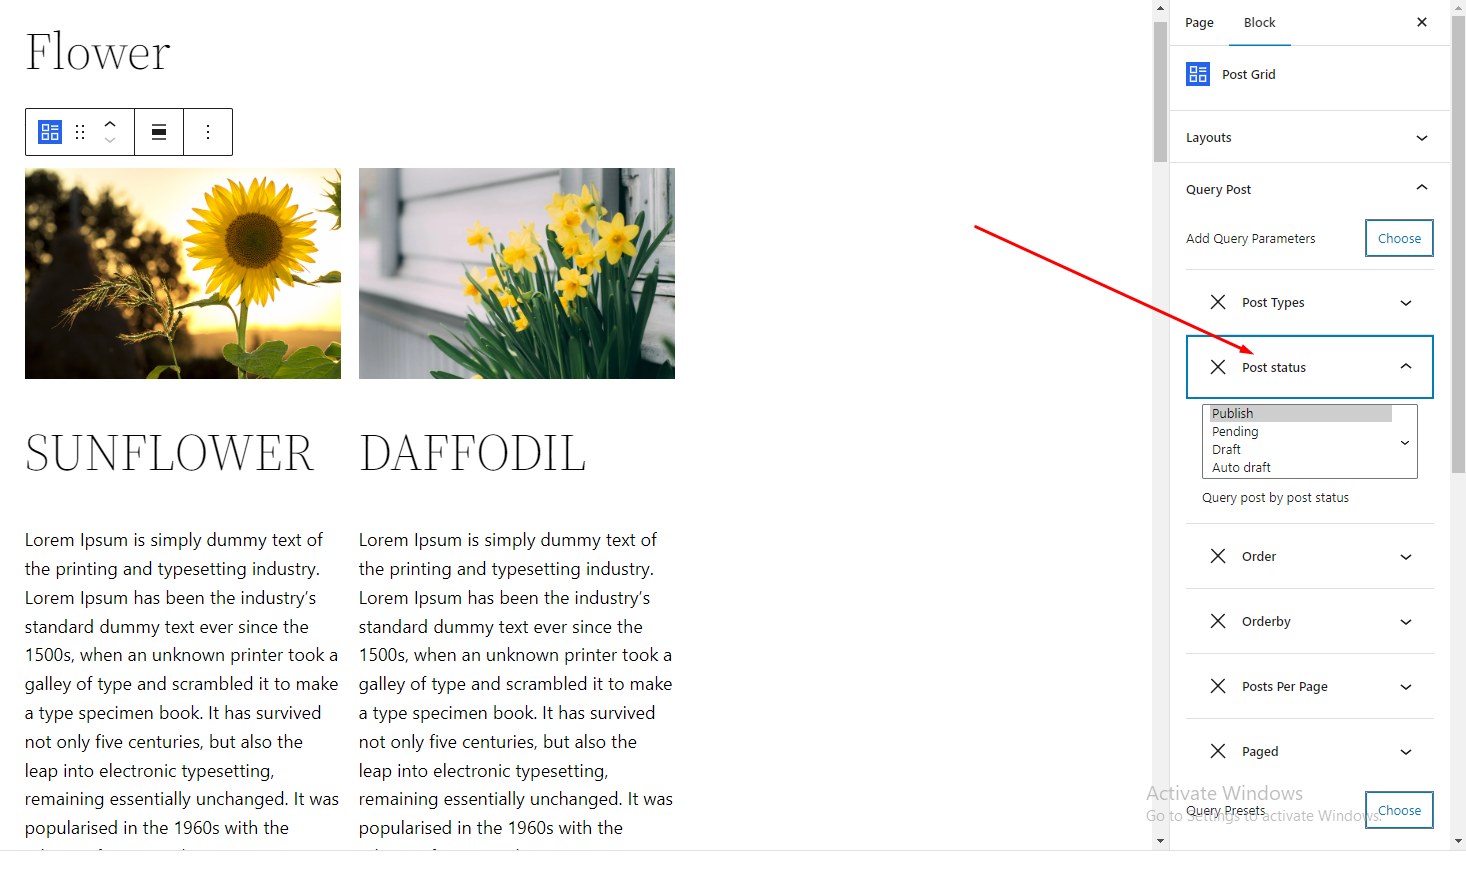 Flower
SUNFLOWER
Lorem Ipsum is simply dummy text of
the printing and typesetting industry.
Lorem Ipsum has been the industry’s
standard dummy text ever since the
1500s, when an unknown printer took a
galley of type and scrambled it to make
a type specimen book. It has survived
not only five centuries, but also the
leap into electronic typesetting,
remaining essentially unchanged. It was
popularised in the 1960s with the
DAFFODIL
Lorem Ipsum is simply dummy text of
the printing and typesetting industry.
Lorem Ipsum has been the industry’s
standard dummy text ever since the
1500s, when an unknown printer took a
galley of type and scrambled it to make
a type specimen book. It has survived
not only five centuries, but also the
leap into electronic typesetting,
remaining essentially unchanged. It was
popularised in the 1960s with the
Page Block
Post Grid
Layouts
Query Post
Add Query Parameters Choose
Post Types
Post status
Publish
Pending
Draft
Auto draft
Query post by post status
Order
Orderby
Posts Per Page
Paged
Query Presets Choose
Activate Windows
Go to Settings to activate Windows.